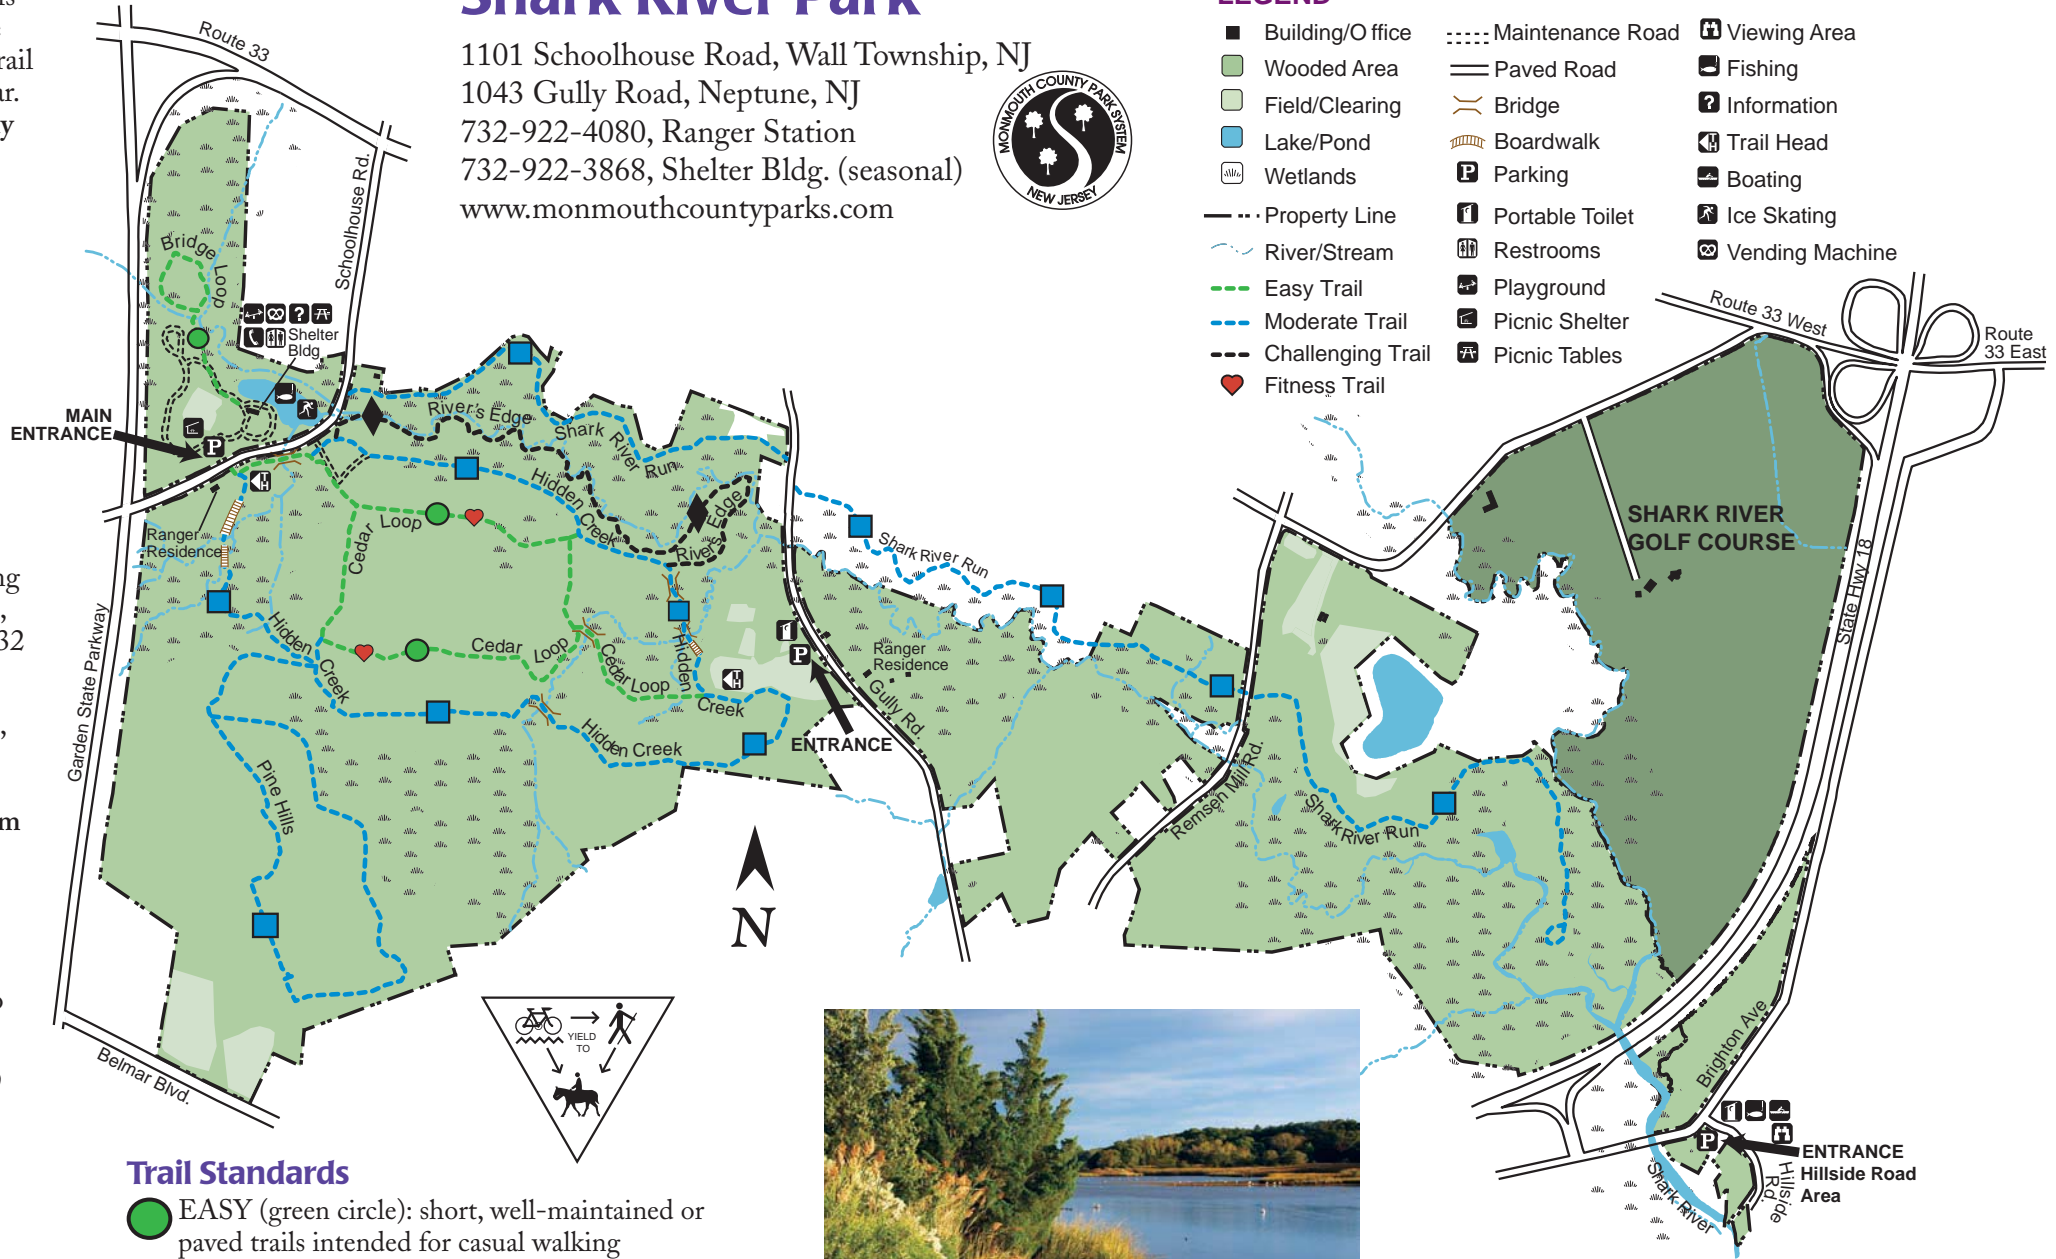 Shark River Park
1101 Schoolhouse Road, Wall Township, NJ
1043 Gully Road, Neptune, NJ
732-922-4080, Ranger Station
732-922-3868, Shelter Bldg. (seasonal)
www.monmouthcountyparks.com
MONMOUTH COUNTY PARK SYSTEM
NEW JERSEY
LEGEND
Building/Office
Wooded Area
Field/Clearing
Lake/Pond
Wetlands
Property Line
River/Stream
Easy Trail
Moderate Trail
Challenging Trail
Fitness Trail
Maintenance Road
Paved Road
Bridge
Boardwalk
P Parking
Portable Toilet
Restrooms
Playground
Picnic Shelter
Picnic Tables
Viewing Area
Fishing
? Information
TH Trail Head
Boating
Ice Skating
Vending Machine
Route 33
Schoolhouse Rd.
Bridge
Loop
?
Shelter
Bldg
MAIN
ENTRANCE
P
TH
Ranger
Residence
Garden State Parkway
Belmar Blvd.
River's Edge
Shark River Run
Hidden Creek
River's Edge
Cedar Loop
Hidden Creek
Cedar Loop
Cedar Loop
Hidden Creek
Hidden Creek
Pine Hills
TH
P
ENTRANCE
Ranger
Residence
Gully Rd.
Shark River Run
Remsen Mill Rd.
Shark River Run
SHARK RIVER
GOLF COURSE
Route 33 West
Route
33 East
State Hwy 18
Brighton Ave
P
ENTRANCE
Hillside Road
Area
Hillside
Rd.
Shark River
N
YIELD
TO
Trail Standards
EASY (green circle): short, well-maintained or
paved trails intended for casual walking
rail
ar.
ng
32
m